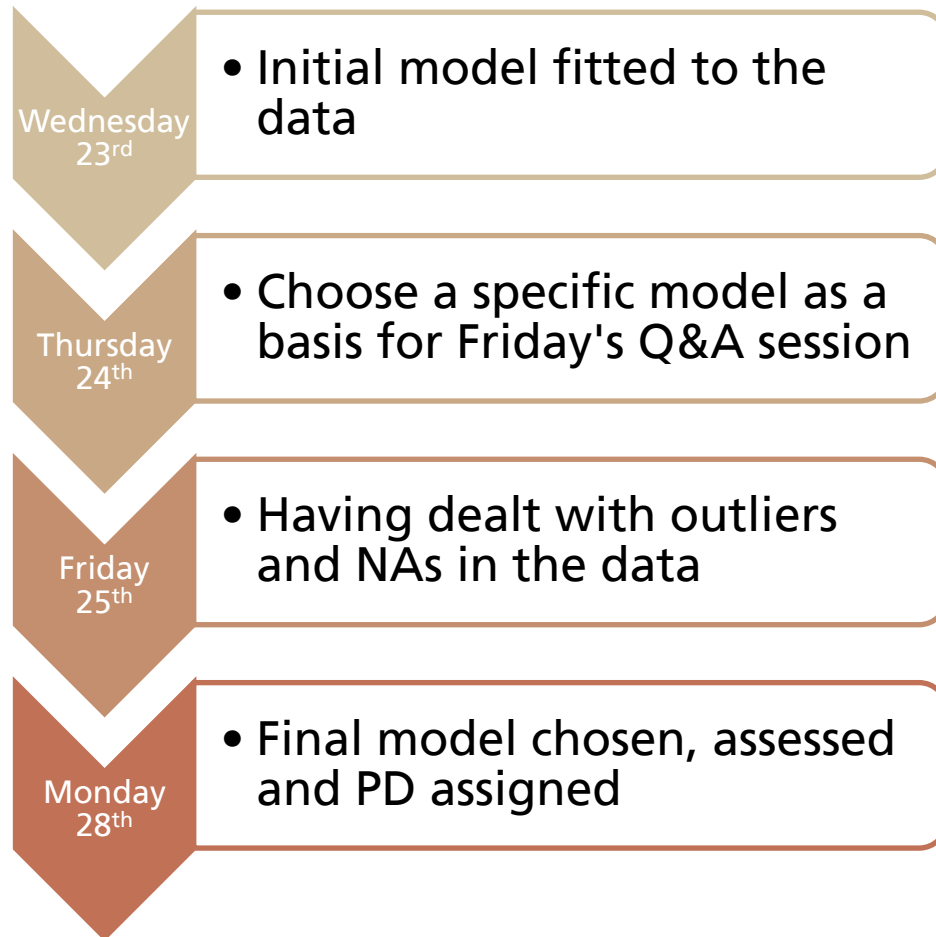 Wednesday
23rd
• Initial model fitted to the
data
Thursday
24th
• Choose a specific model as a
basis for Friday's Q&A session
Friday
25th
• Having dealt with outliers
and NAs in the data
Monday
28th
• Final model chosen, assessed
and PD assigned